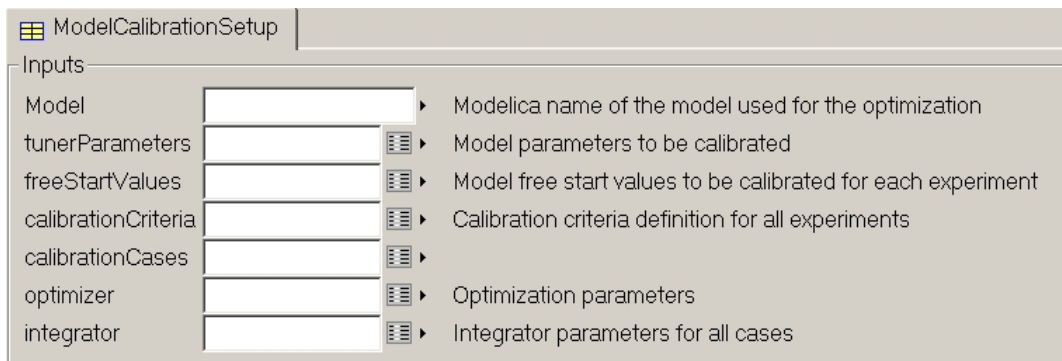 ModelCalibrationSetup
Inputs
Model Modelica name of the model used for the optimization
tunerParameters Model parameters to be calibrated
freeStartValues Model free start values to be calibrated for each experiment
calibrationCriteria Calibration criteria definition for all experiments
calibrationCases
optimizer Optimization parameters
integrator Integrator parameters for all cases